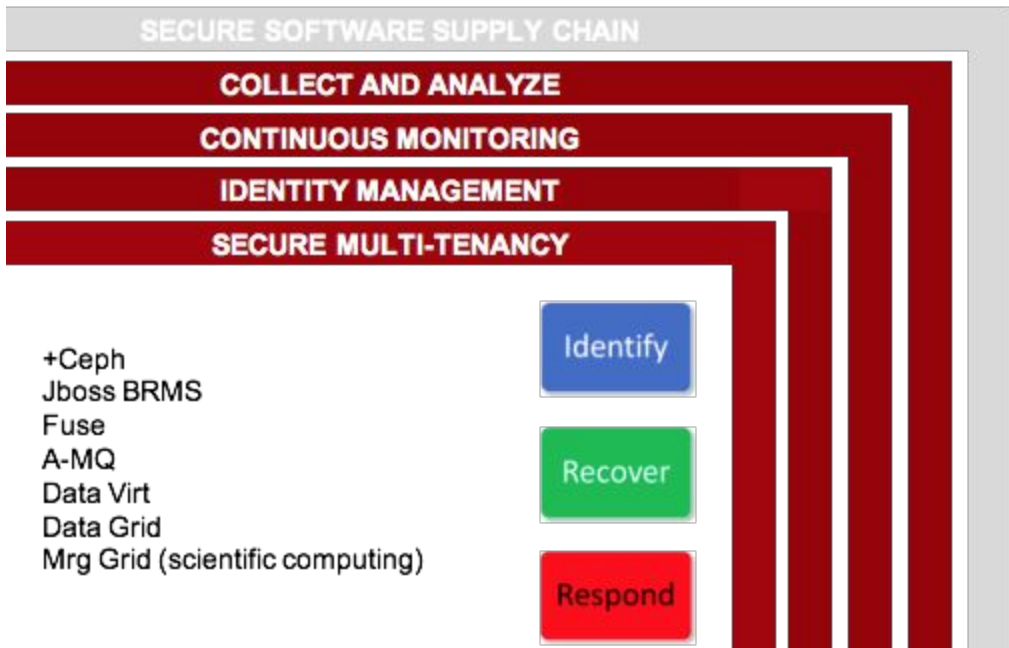 SECURE SOFTWARE SUPPLY CHAIN
COLLECT AND ANALYZE
CONTINUOUS MONITORING
IDENTITY MANAGEMENT
SECURE MULTI-TENANCY
Identify
+Ceph
Jboss BRMS
Fuse
A-MQ
Data Virt
Data Grid
Mrg Grid (scientific computing)
Recover
Respond